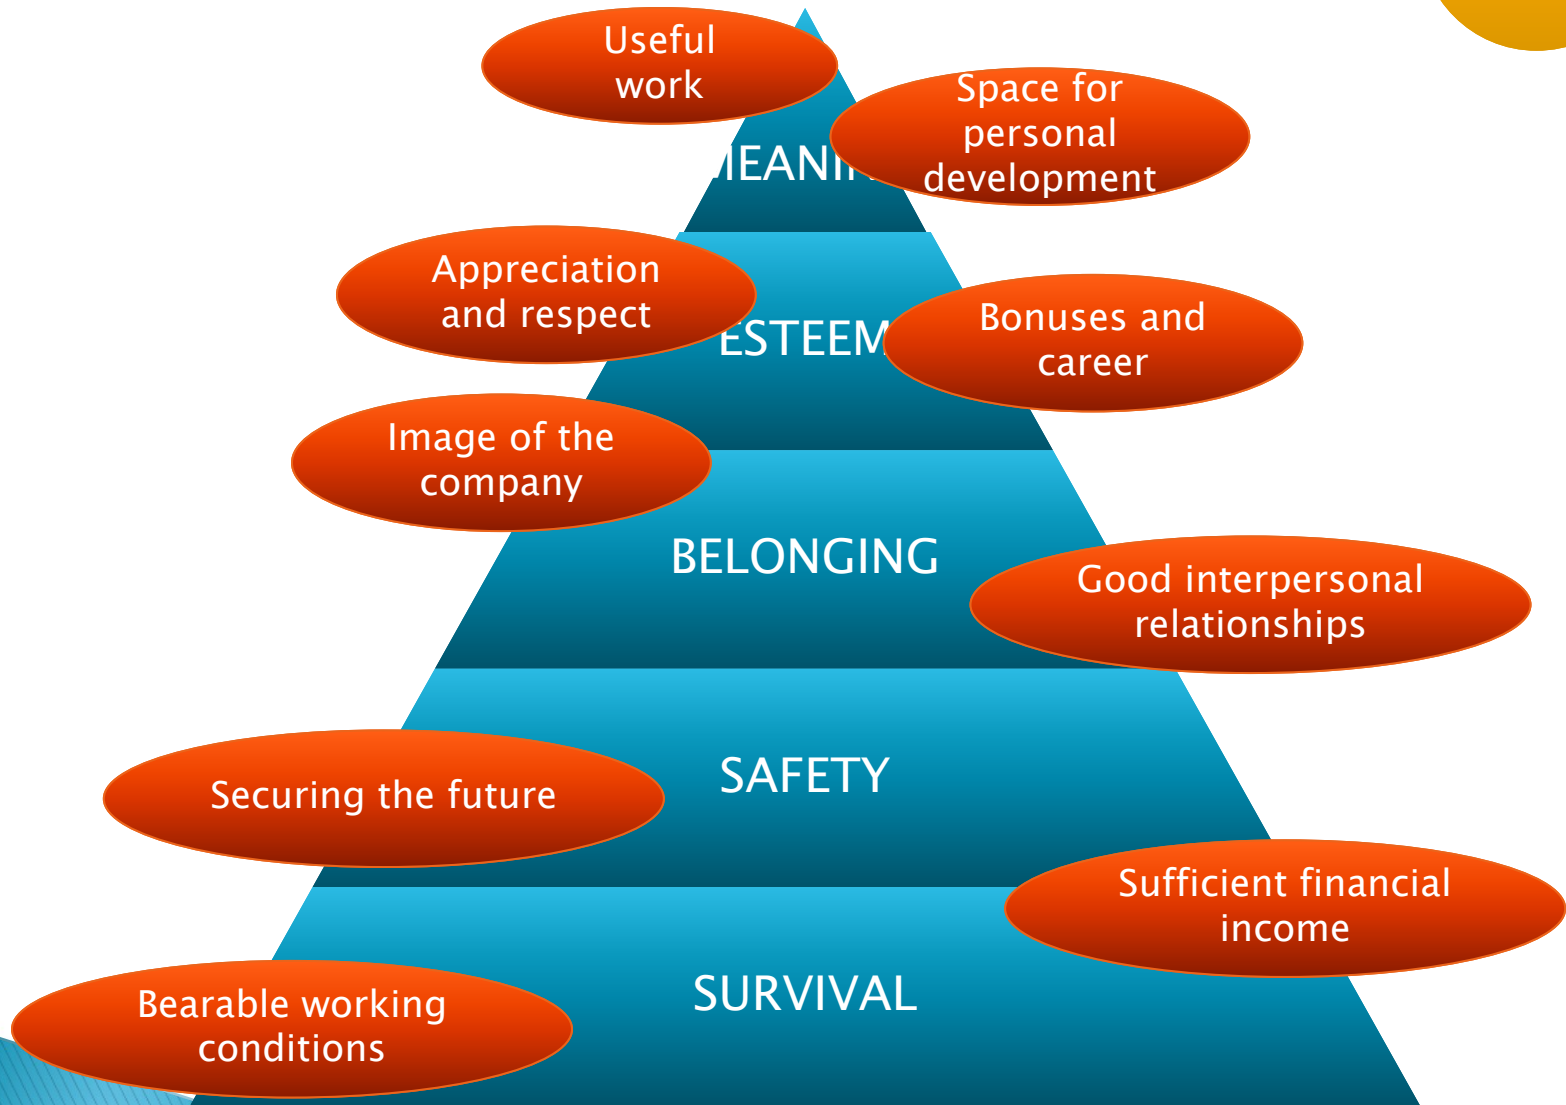 Useful
work
Space for
personal
development
MEANING
Appreciation
and respect
ESTEEM
Bonuses and
career
Image of the
company
BELONGING
Good interpersonal
relationships
SAFETY
Securing the future
Sufficient financial
income
SURVIVAL
Bearable working
conditions